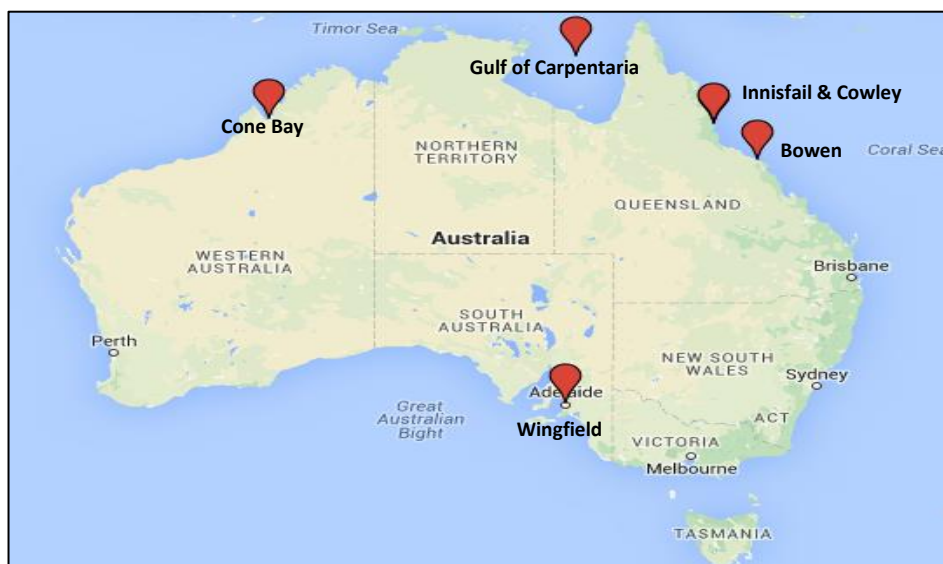 Timor Sea
Gulf of Carpentaria
Innisfail & Cowley
Cone Bay
Bowen
Coral Sea
NORTHERN
TERRITORY
QUEENSLAND
Australia
WESTERN
AUSTRALIA
Brisbane
SOUTH
AUSTRALIA
Perth
NEW SOUTH
WALES
Sydney
Adelaide
Great
Australian
Bight
ACT
Wingfield
VICTORIA
Melbourne
TASMANIA